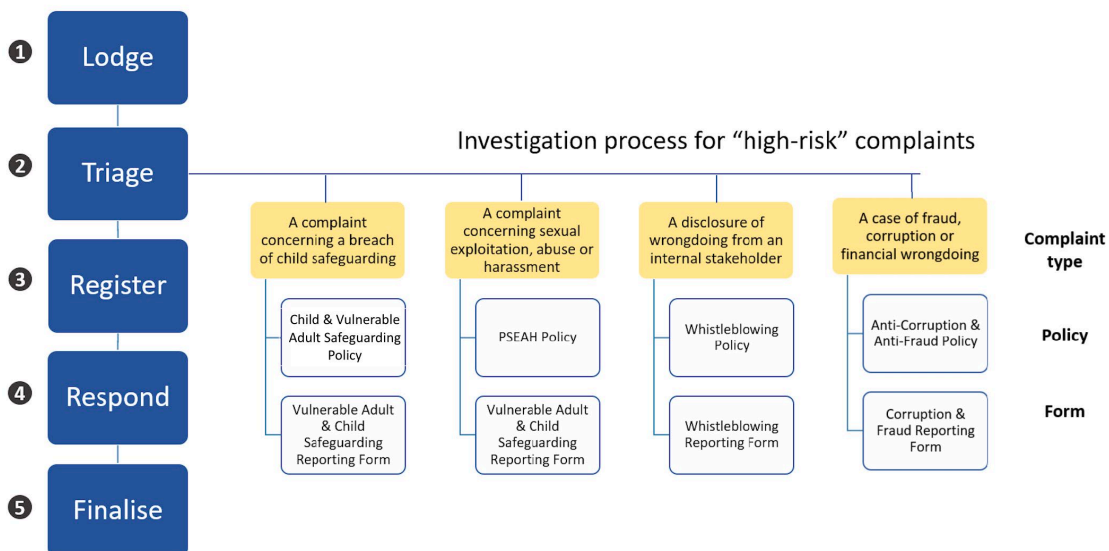 1
Lodge
2
Triage
3
Register
4
Respond
5
Finalise
Investigation process for “high-risk” complaints
A complaint
concerning a breach
of child safeguarding
A complaint
concerning sexual
exploitation, abuse or
harassment
A disclosure of
wrongdoing from an
internal stakeholder
A case of fraud,
corruption or
financial wrongdoing
Complaint
type
Child & Vulnerable
Adult Safeguarding
Policy
PSEAH Policy
Whistleblowing
Policy
Anti-Corruption &
Anti-Fraud Policy
Policy
Vulnerable Adult
& Child
Safeguarding
Reporting Form
Vulnerable Adult
& Child
Safeguarding
Reporting Form
Whistleblowing
Reporting Form
Corruption &
Fraud Reporting
Form
Form